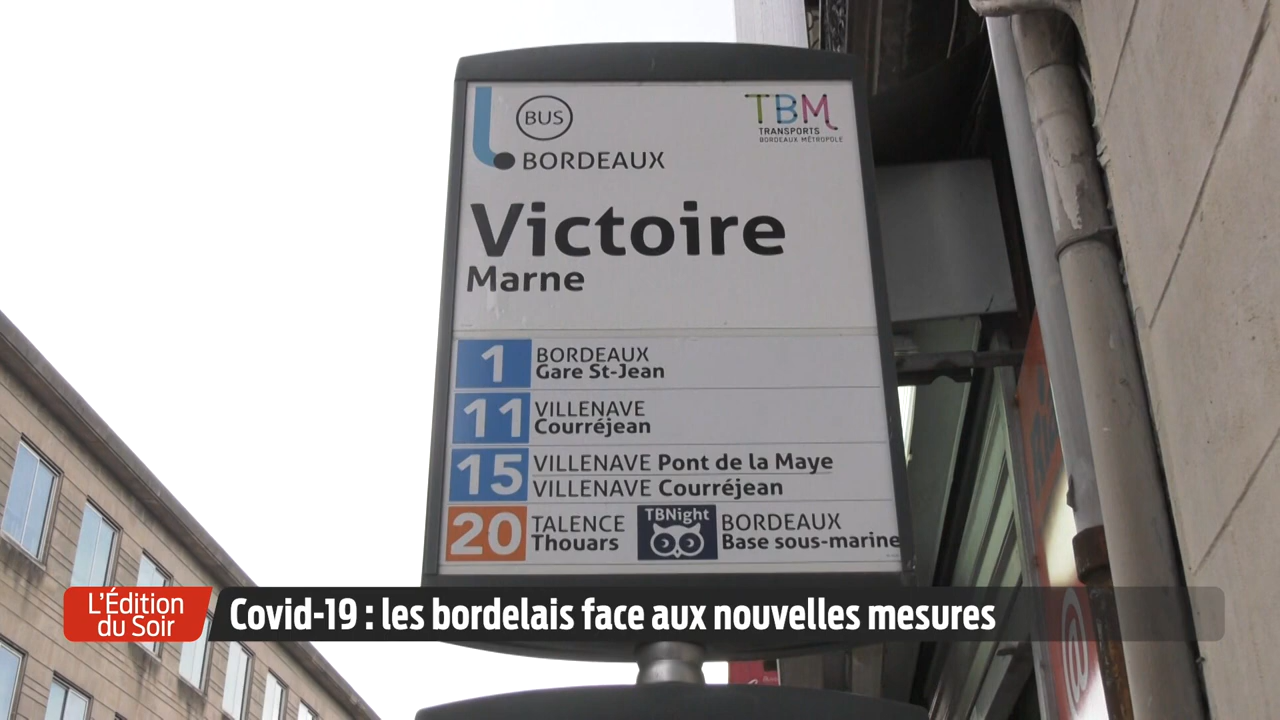 BUS
BORDEAUX
TBM
TRANSPORTS
BORDEAUX MÉTROPOLE
Victoire
Marne
1 BORDEAUX
Gare St-Jean
11 VILLENAVE
Courréjean
15 VILLENAVE Pont de la Maye
VILLENAVE Courréjean
20 TALENCE
Thouars
TBNight BORDEAUX
Base sous-marine
L'Édition
du Soir
Covid-19 : les bordelais face aux nouvelles mesures
@